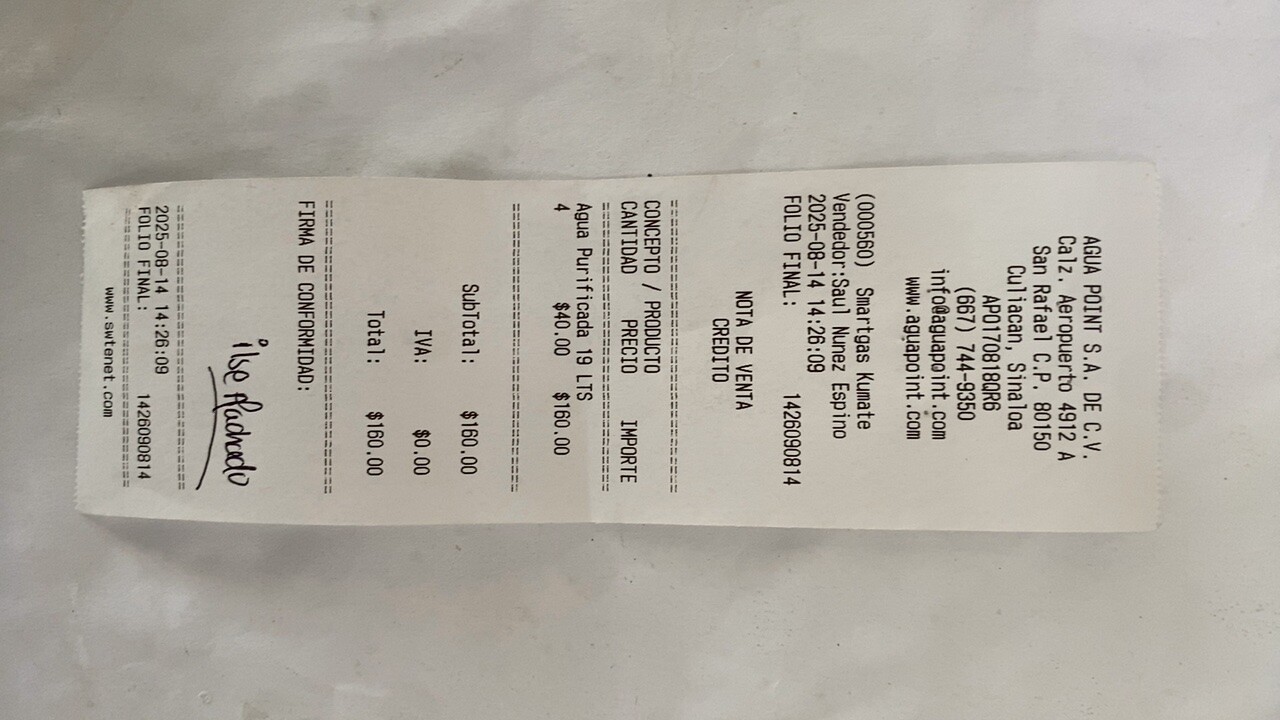 AGUA POINT S.A. DE C.V.
Calz. Aeropuerto 4912 A
San Rafael C.P. 80150
Culiacan, Sinaloa
APO170818QR6
(667) 744-9350
info@aguapoint.com
www.aguapoint.com
(000560) Smartgas Kumate
Vendedor:Saul Nunez Espino
2025-08-14 14:26:09
FOLIO FINAL: 1426090814
NOTA DE VENTA
CREDITO
================================
CONCEPTO / PRODUCTO
CANTIDAD PRECIO IMPORTE
================================
Agua Purificada 19 LTS
4 $40.00 $160.00
================================
SubTotal: $160.00
IVA: $0.00
Total: $160.00
================================
FIRMA DE CONFORMIDAD:
ilse Machado
================================
2025-08-14 14:26:09
FOLIO FINAL: 1426090814
================================
www.swtenet.com